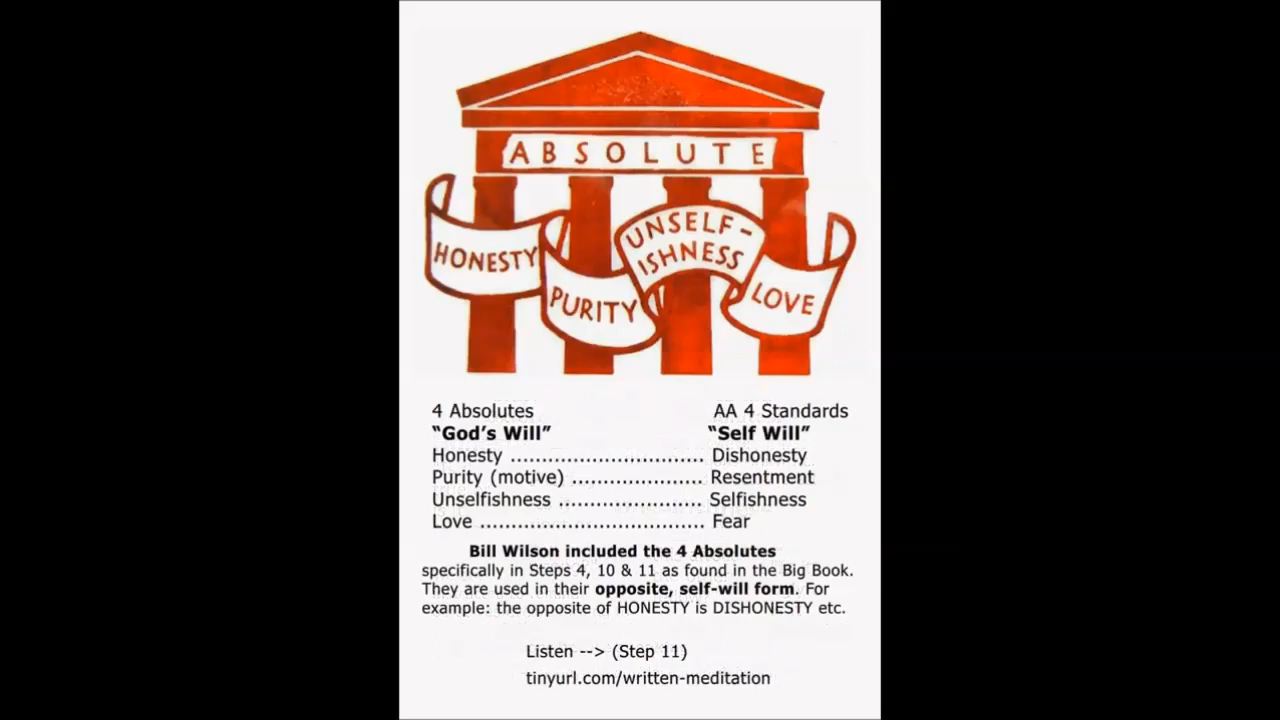 ABSOLUTE
HONESTY
PURITY
UNSELF-
ISHNESS
LOVE
4 Absolutes AA 4 Standards
“God’s Will” “Self Will”
Honesty ............................... Dishonesty
Purity (motive) ..................... Resentment
Unselfishness ....................... Selfishness
Love .................................... Fear
Bill Wilson included the 4 Absolutes
specifically in Steps 4, 10 & 11 as found in the Big Book.
They are used in their opposite, self-will form. For
example: the opposite of HONESTY is DISHONESTY etc.
Listen --> (Step 11)
tinyurl.com/written-meditation